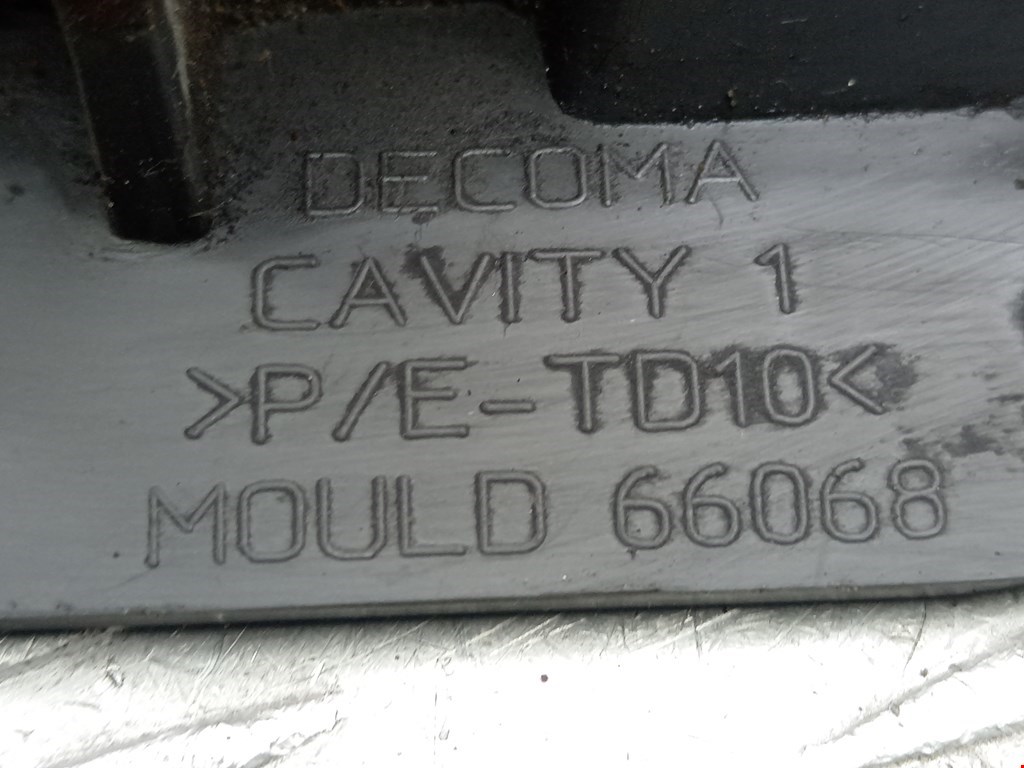 DECOMA
CAVITY 1
>P/E-TD10<
MOULD 66068